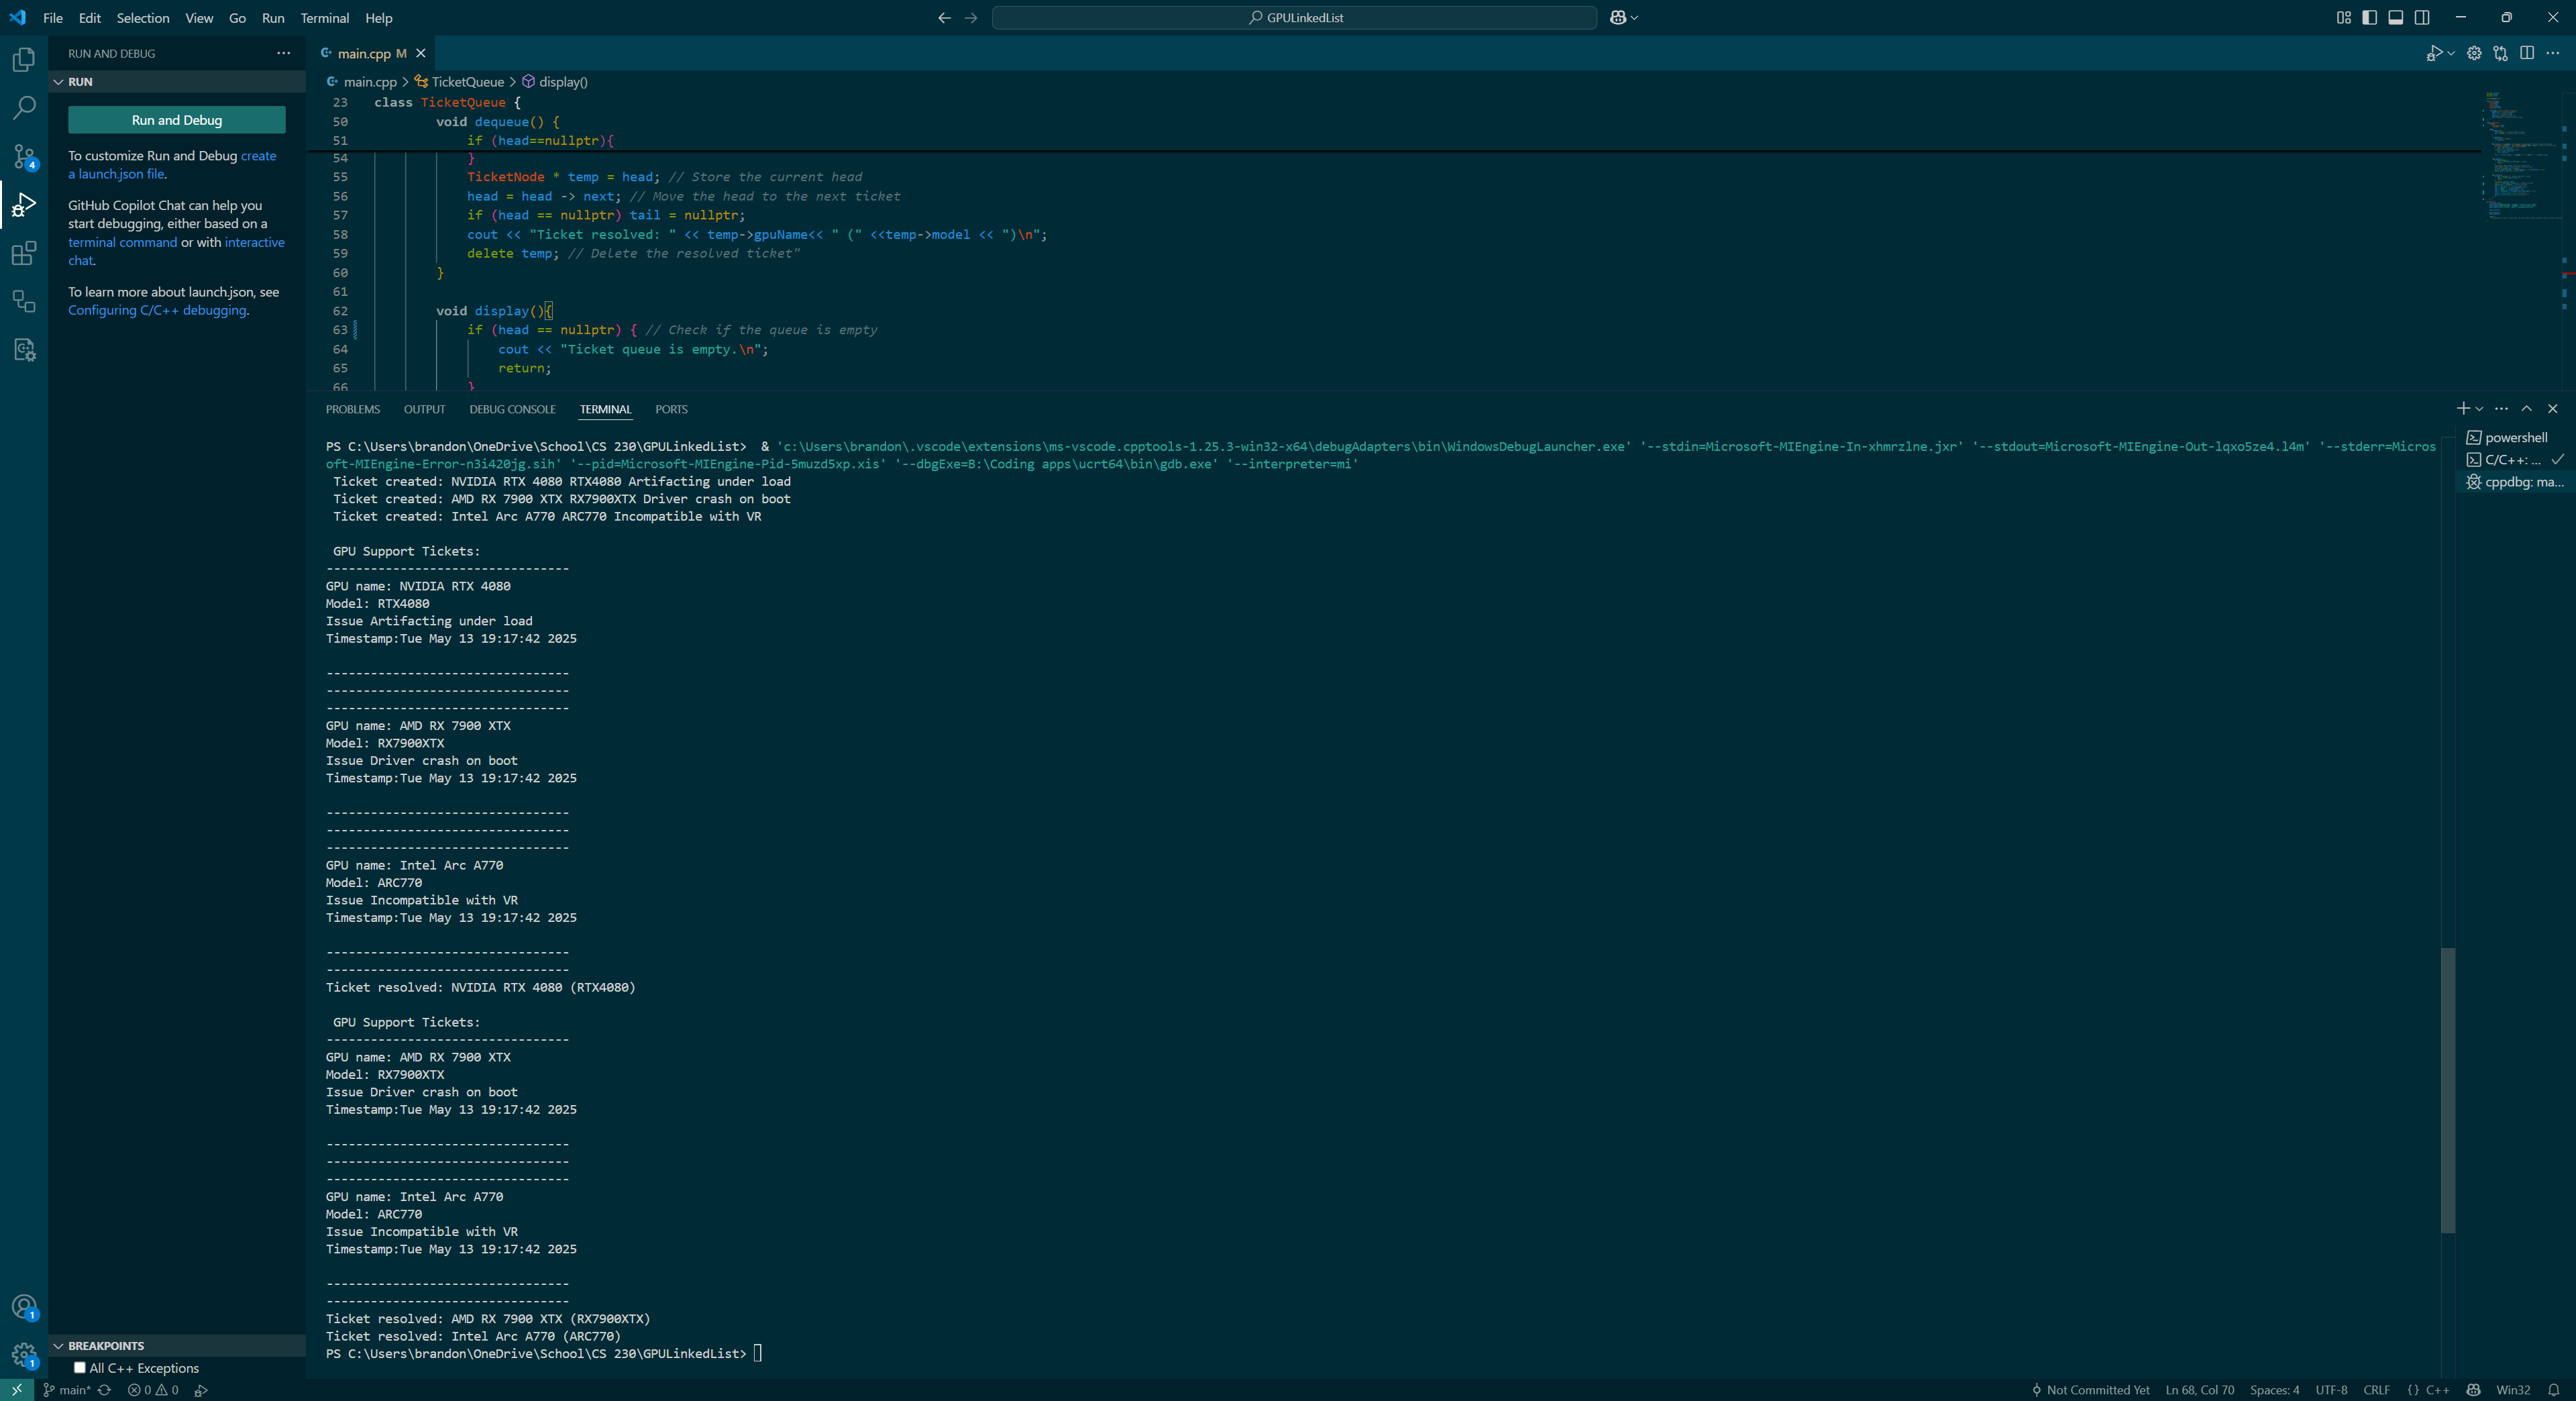 File Edit Selection View Go Run Terminal Help
GPULinkedList
RUN AND DEBUG
RUN
Run and Debug
To customize Run and Debug create
a launch.json file.
GitHub Copilot Chat can help you
start debugging, either based on a
terminal command or with interactive
chat.
To learn more about launch.json, see
Configuring C/C++ debugging.
BREAKPOINTS
All C++ Exceptions
4
1
1
main.cpp M
main.cpp > TicketQueue > display()
23 class TicketQueue {
50 void dequeue() {
51 if (head==nullptr){
54 }
55 TicketNode * temp = head; // Store the current head
56 head = head -> next; // Move the head to the next ticket
57 if (head == nullptr) tail = nullptr;
58 cout << "Ticket resolved: " << temp->gpuName<< " (" <<temp->model << ")\n";
59 delete temp; // Delete the resolved ticket"
60 }
61
62 void display(){
63 if (head == nullptr) { // Check if the queue is empty
64 cout << "Ticket queue is empty.\n";
65 return;
66 }
PROBLEMS OUTPUT DEBUG CONSOLE TERMINAL PORTS
PS C:\Users\brandon\OneDrive\School\CS 230\GPULinkedList> & 'c:\Users\brandon\.vscode\extensions\ms-vscode.cpptools-1.25.3-win32-x64\debugAdapters\bin\WindowsDebugLauncher.exe' '--stdin=Microsoft-MIEngine-In-xhmrzlne.jxr' '--stdout=Microsoft-MIEngine-Out-lqxo5ze4.l4m' '--stderr=Micros
oft-MIEngine-Error-n3i420jg.sih' '--pid=Microsoft-MIEngine-Pid-5muzd5xp.xis' '--dbgExe=B:\Coding apps\ucrt64\bin\gdb.exe' '--interpreter=mi'
Ticket created: NVIDIA RTX 4080 RTX4080 Artifacting under load
Ticket created: AMD RX 7900 XTX RX7900XTX Driver crash on boot
Ticket created: Intel Arc A770 ARC770 Incompatible with VR
GPU Support Tickets:
---------------------------------
GPU name: NVIDIA RTX 4080
Model: RTX4080
Issue Artifacting under load
Timestamp:Tue May 13 19:17:42 2025
---------------------------------
---------------------------------
---------------------------------
GPU name: AMD RX 7900 XTX
Model: RX7900XTX
Issue Driver crash on boot
Timestamp:Tue May 13 19:17:42 2025
---------------------------------
---------------------------------
---------------------------------
GPU name: Intel Arc A770
Model: ARC770
Issue Incompatible with VR
Timestamp:Tue May 13 19:17:42 2025
---------------------------------
---------------------------------
Ticket resolved: NVIDIA RTX 4080 (RTX4080)
GPU Support Tickets:
---------------------------------
GPU name: AMD RX 7900 XTX
Model: RX7900XTX
Issue Driver crash on boot
Timestamp:Tue May 13 19:17:42 2025
---------------------------------
---------------------------------
---------------------------------
GPU name: Intel Arc A770
Model: ARC770
Issue Incompatible with VR
Timestamp:Tue May 13 19:17:42 2025
---------------------------------
---------------------------------
Ticket resolved: AMD RX 7900 XTX (RX7900XTX)
Ticket resolved: Intel Arc A770 (ARC770)
PS C:\Users\brandon\OneDrive\School\CS 230\GPULinkedList>
powershell
C/C++: ...
cppdbg: ma...
main* 0 0
Not Committed Yet Ln 68, Col 70 Spaces: 4 UTF-8 CRLF {} C++ Win32